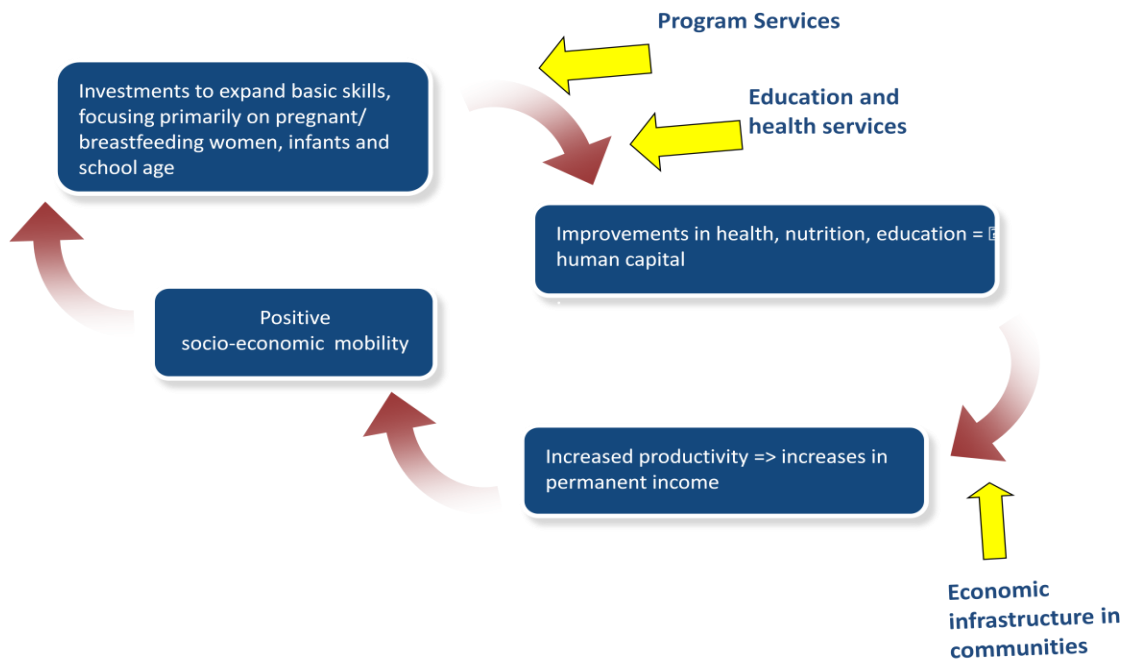 Program Services
Education and
health services
Investments to expand basic skills,
focusing primarily on pregnant/
breastfeeding women, infants and
school age
Improvements in health, nutrition, education =
human capital
.
Positive
socio-economic  mobility
Increased productivity => increases in
permanent income
Economic
infrastructure in
communities